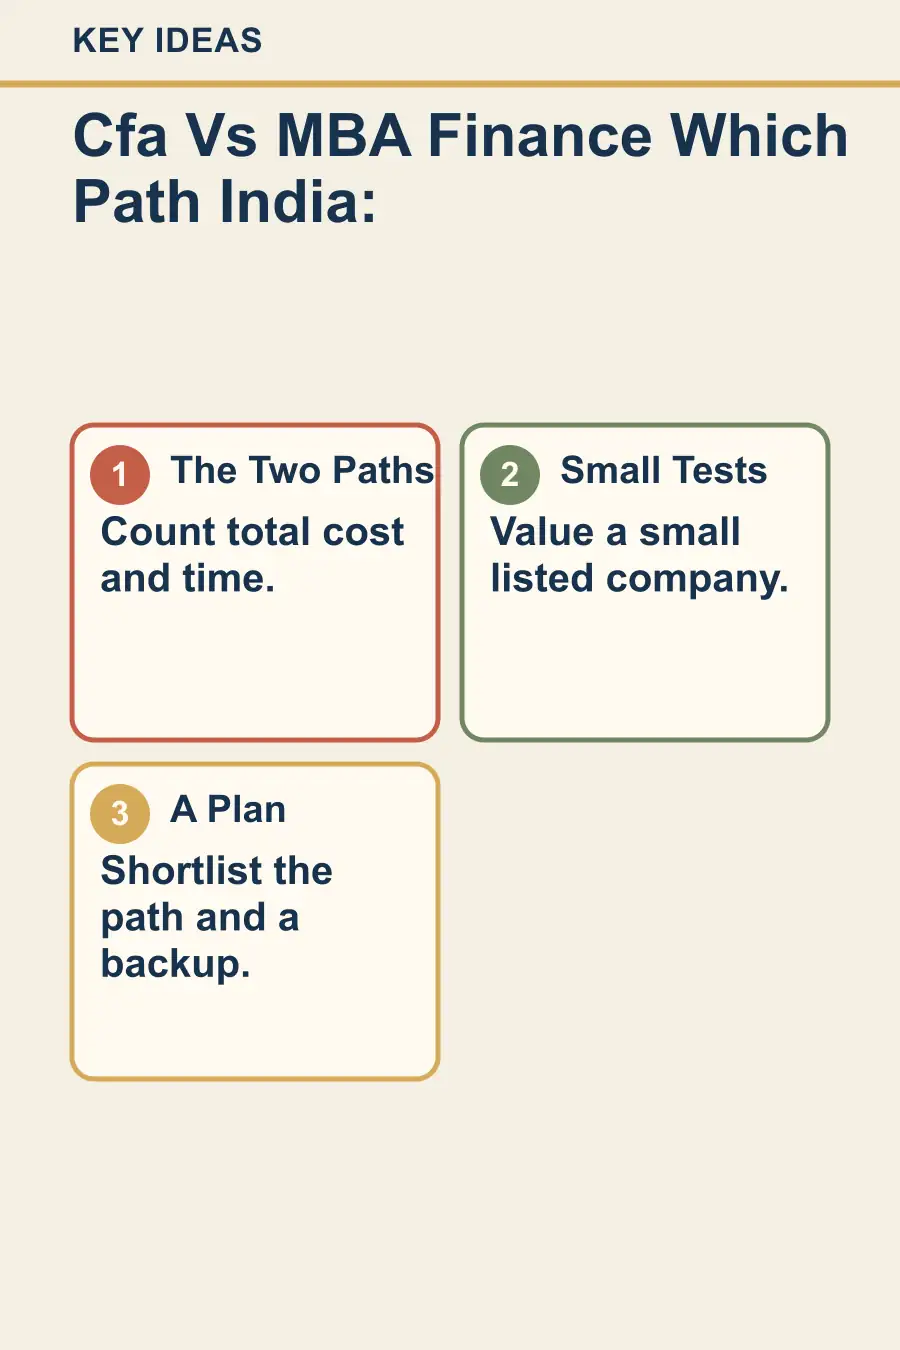 KEY IDEAS
Cfa Vs MBA Finance Which
Path India:
1 The Two Paths
Count total cost
and time.
2 Small Tests
Value a small
listed company.
3 A Plan
Shortlist the
path and a
backup.